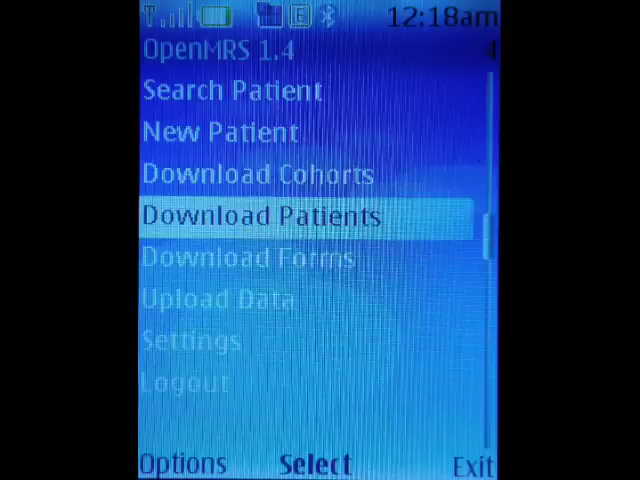 E 12:18am
OpenMRS 1.4 4
Search Patient
New Patient
Download Cohorts
Download Patients
Download Forms
Upload Data
Settings
Logout
Options Select Exit